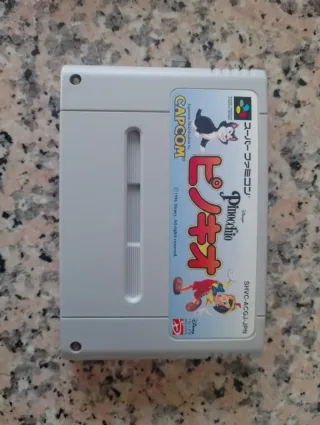 スーパーファミコン
Disney's
Pinocchio
ピノキオ
CAPCOM
© 1996 Disney. All rights reserved.
SHVC-ACGJ-JPN
Disney